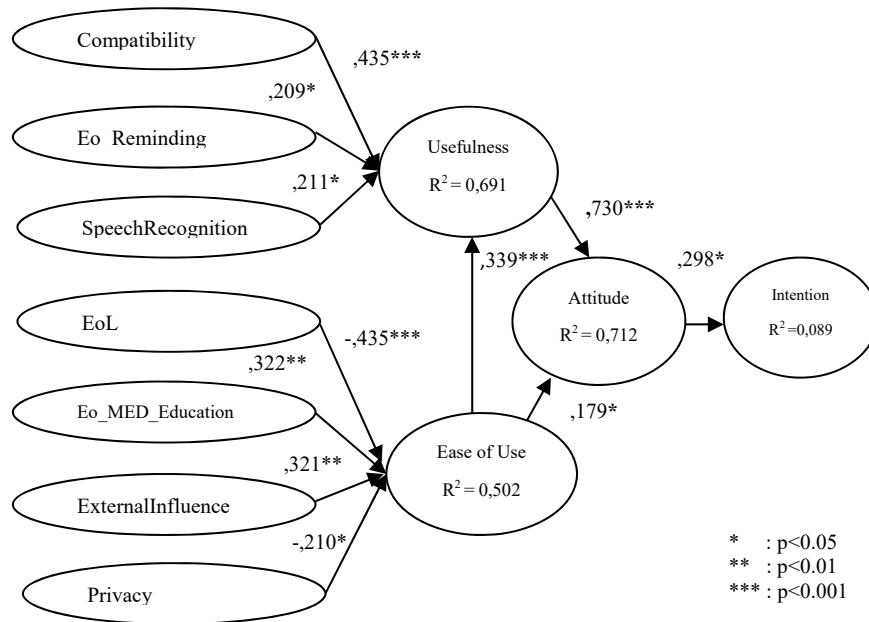 Compatibility
,435***
,209*
Eo_Reminding
Usefulness
R² = 0,691
,211*
SpeechRecognition
,730***
,339***
,298*
Attitude
R² = 0,712
Intention
R² =0,089
EoL
-,435***
,322**
Eo_MED_Education
,179*
,321**
Ease of Use
R² = 0,502
ExternalInfluence
-,210*
Privacy
* : p<0.05
** : p<0.01
*** : p<0.001